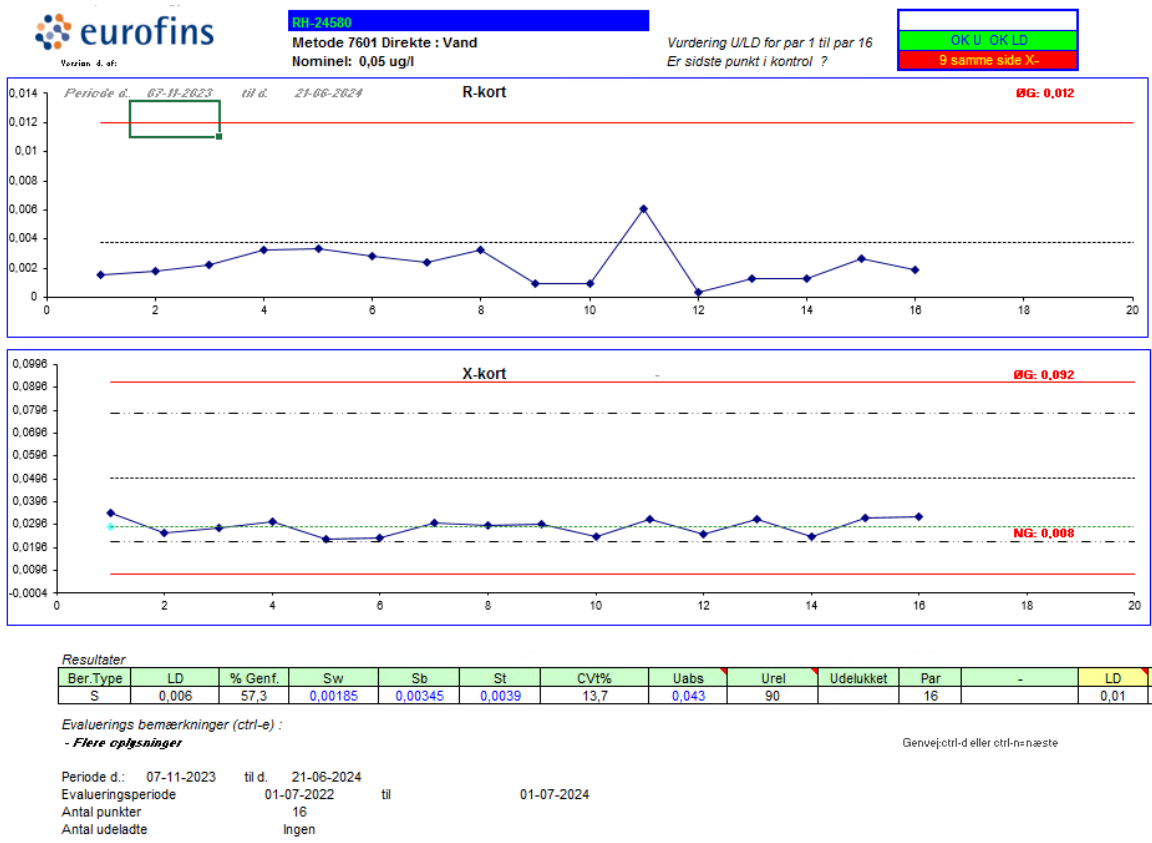 eurofins
RH-24580
Metode 7601 Direkte : Vand
Nominel: 0,05 ug/l
Version d. af:
Vurdering U/LD for par 1 til par 16
Er sidste punkt i kontrol ?
OK U OK LD
9 samme side X-
Periode d.: 07-11-2023 til d. 21-06-2024
R-kort
ØG: 0,012
0,014
0,012
0,01
0,008
0,006
0,004
0,002
0
0 2 4 6 8 10 12 14 16 18 20
X-kort
-
ØG: 0,092
NG: 0,008
0,0996
0,0896
0,0796
0,0696
0,0596
0,0496
0,0396
0,0296
0,0196
0,0096
-0,0004
0 2 4 6 8 10 12 14 16 18 20
Resultater
Ber.Type LD % Genf. Sw Sb St CVt% Uabs Urel Udelukket Par - LD
S 0,006 57,3 0,00185 0,00345 0,0039 13,7 0,043 90 16 0,01
Evaluerings bemærkninger (ctrl-e) :
- Flere oplysninger
Genvej:ctrl-d eller ctrl-n=næste
Periode d.: 07-11-2023 til d. 21-06-2024
Evalueringsperiode 01-07-2022 til 01-07-2024
Antal punkter 16
Antal udeladte Ingen